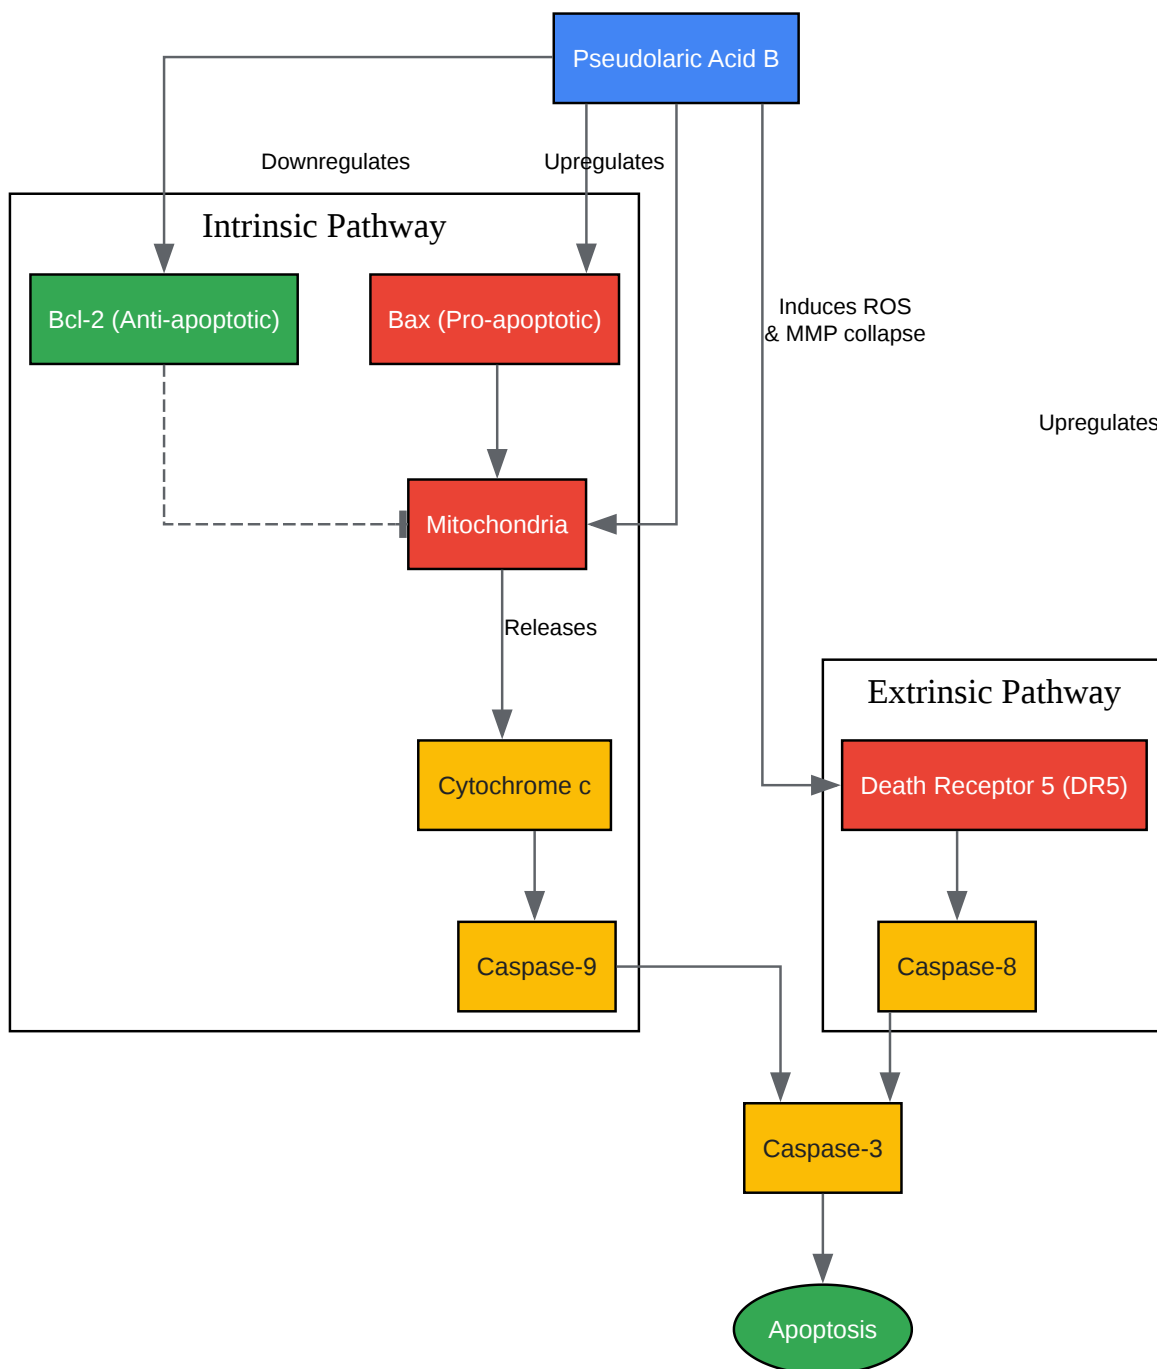 Pseudolaric Acid B
Downregulates
Upregulates
Intrinsic Pathway
Bcl-2 (Anti-apoptotic)
Bax (Pro-apoptotic)
Induces ROS
& MMP collapse
Upregulates
Mitochondria
Releases
Extrinsic Pathway
Cytochrome c
Death Receptor 5 (DR5)
Caspase-9
Caspase-8
Caspase-3
Apoptosis